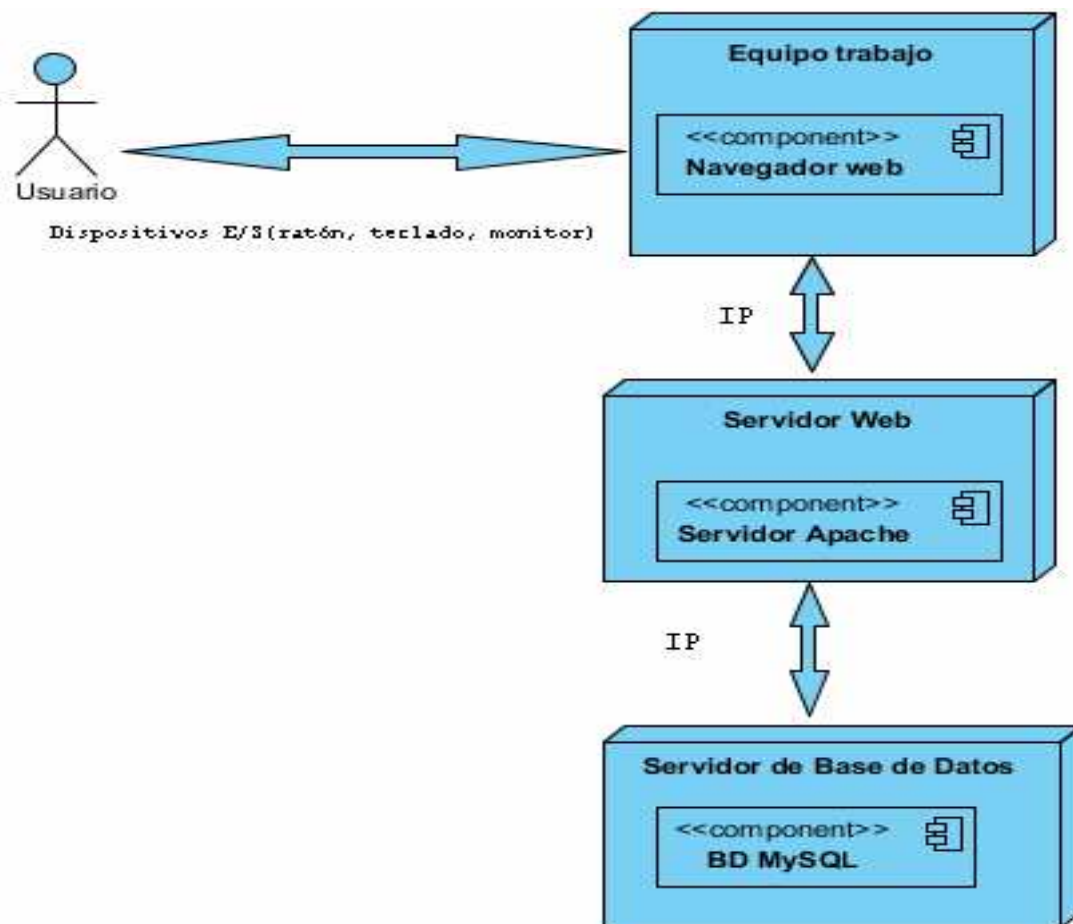 Equipo trabajo
<<component>>
Navegador web
Usuario
Dispositivos E/S(ratón, teclado, monitor)
IP
Servidor Web
<<component>>
Servidor Apache
IP
Servidor de Base de Datos
<<component>>
BD MySQL